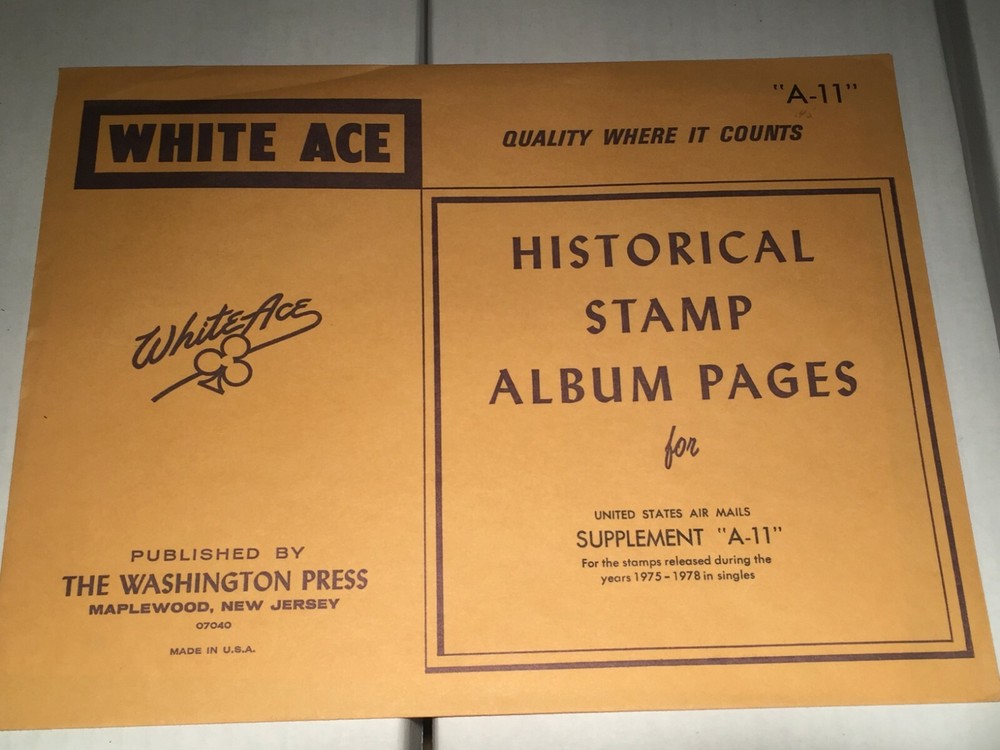 "A-11"
WHITE ACE
QUALITY WHERE IT COUNTS
HISTORICAL
STAMP
ALBUM PAGES
for
UNITED STATES AIR MAILS
SUPPLEMENT "A-11"
For the stamps released during the
years 1975-1978 in singles
White Ace
PUBLISHED BY
THE WASHINGTON PRESS
MAPLEWOOD, NEW JERSEY
07040
MADE IN U.S.A.